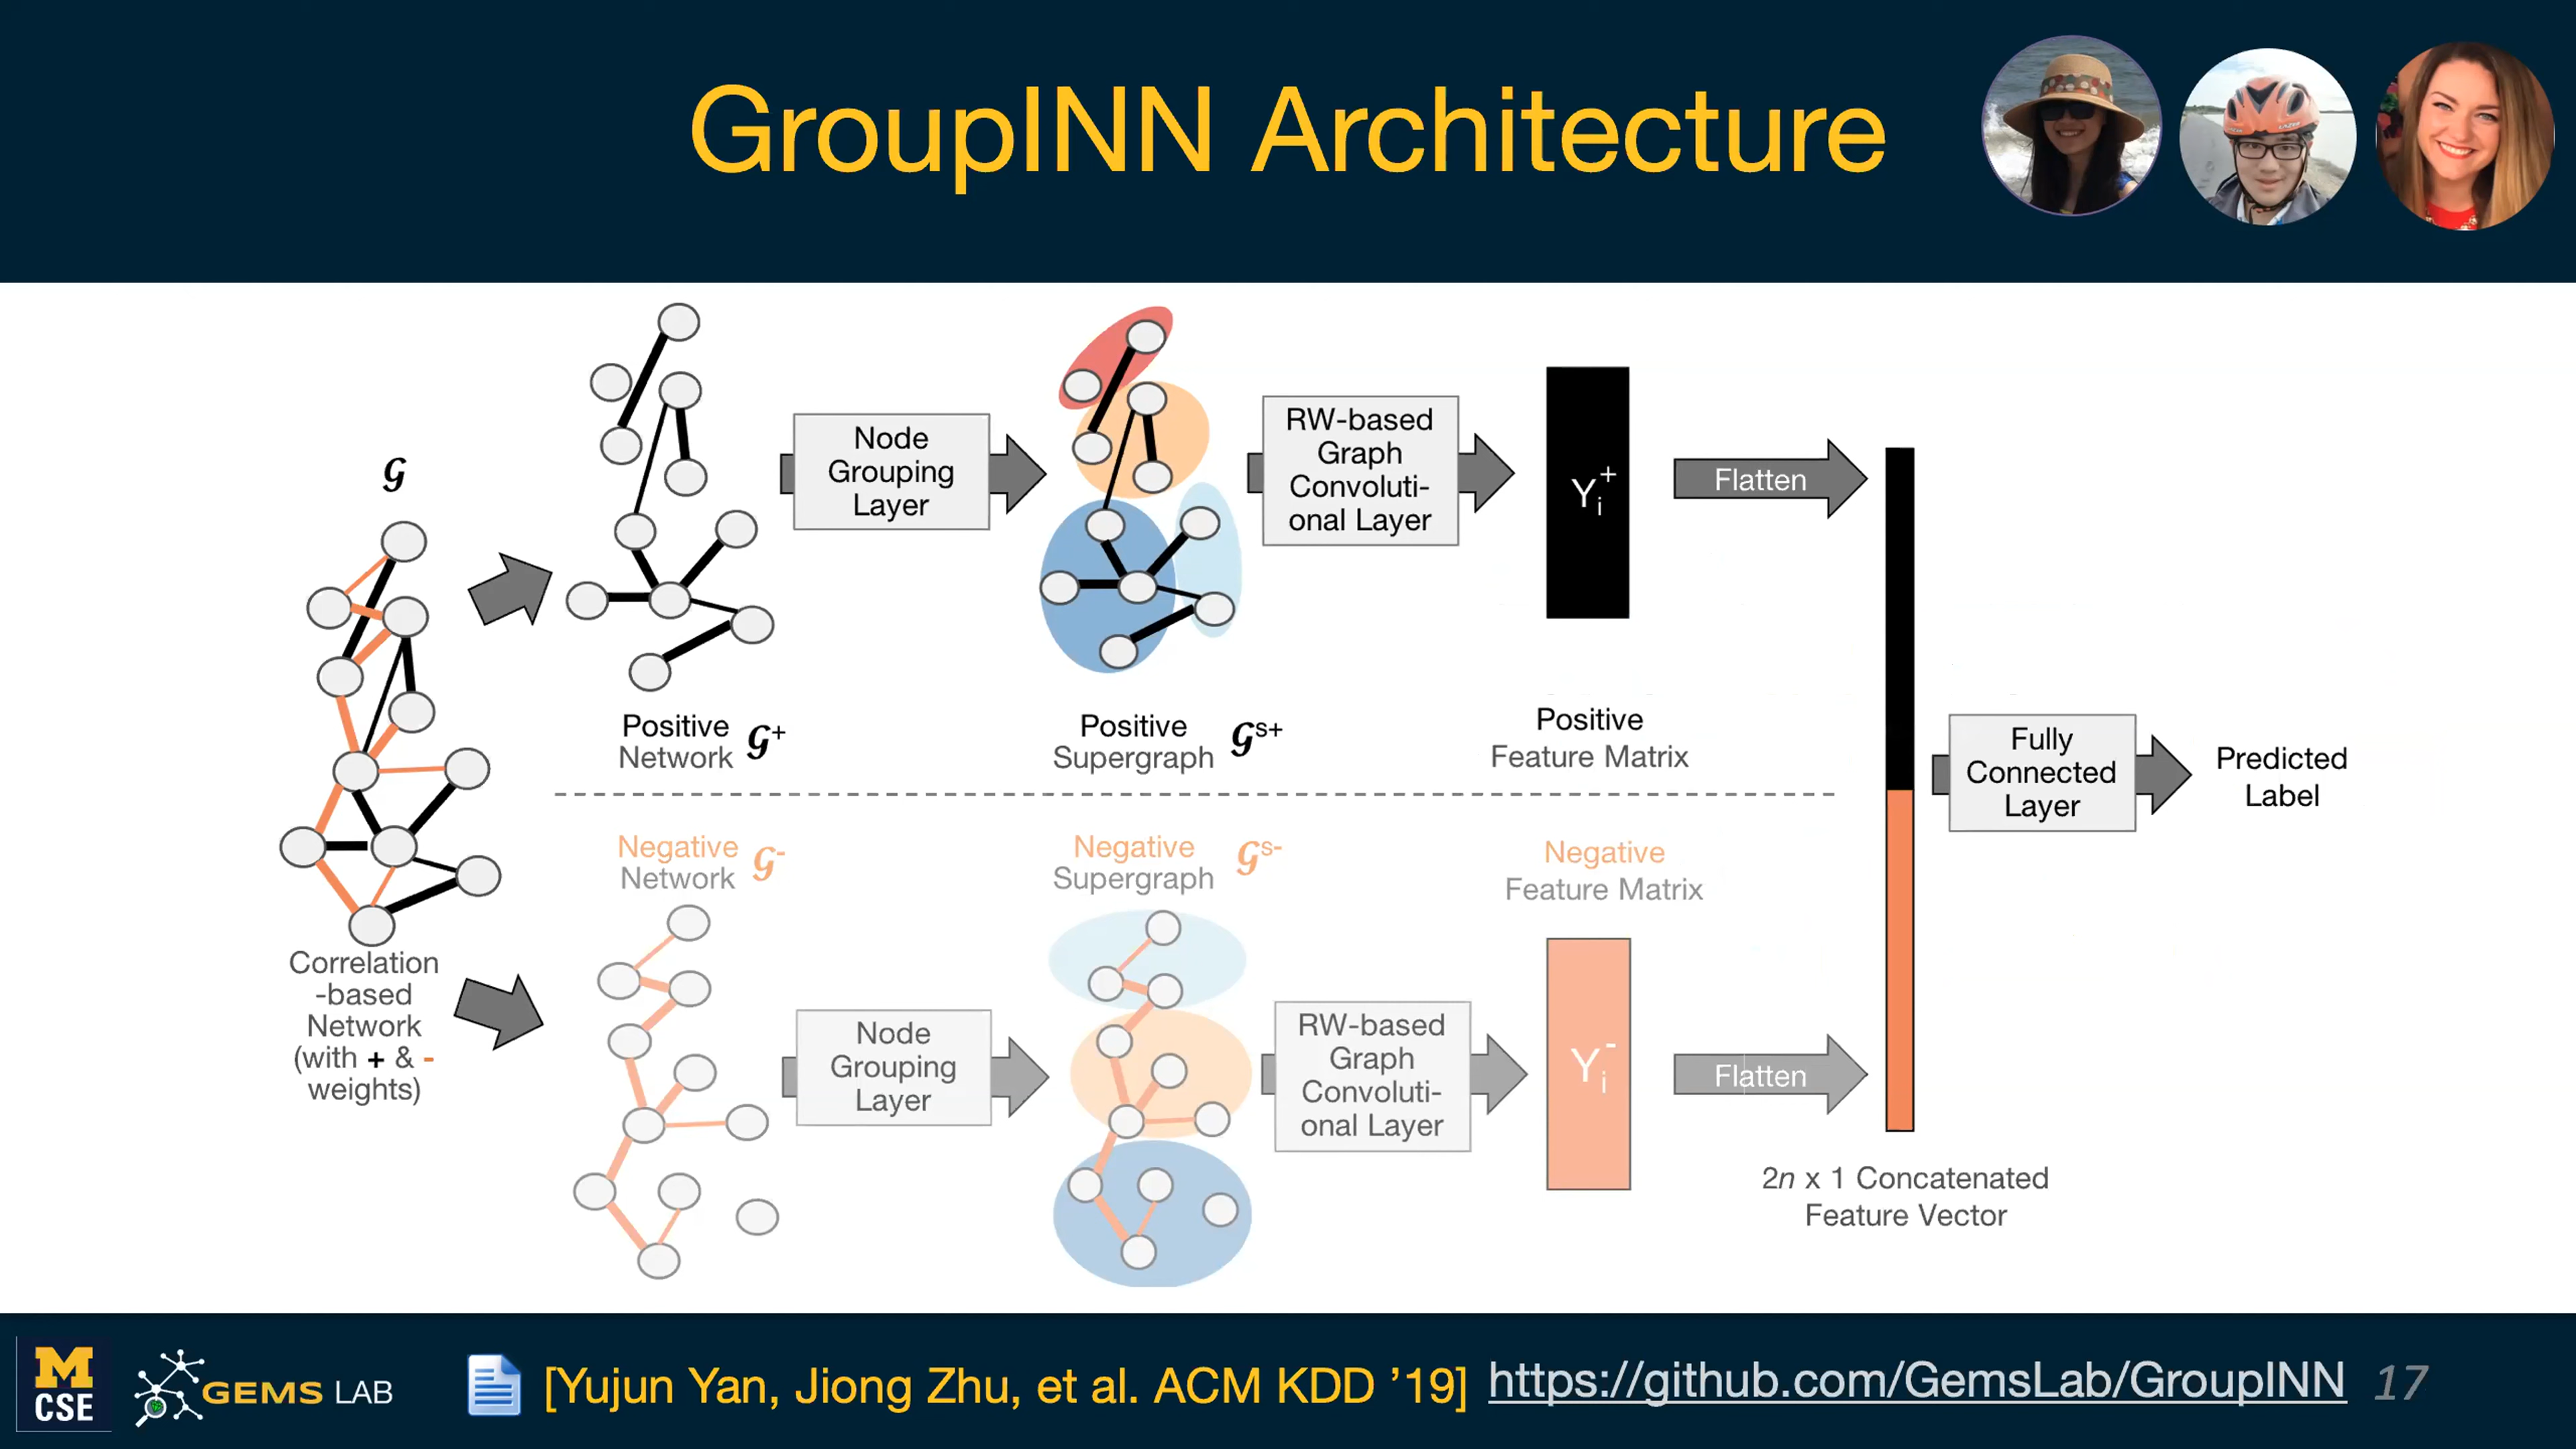 GroupINN Architecture
𝓖
Node
Grouping
Layer
RW-based
Graph
Convoluti-
onal Layer
Yi+
Flatten
Positive
Network 𝓖+
Positive
Supergraph 𝓖s+
Positive
Feature Matrix
Fully
Connected
Layer
Predicted
Label
Negative
Network 𝓖-
Negative
Supergraph 𝓖s-
Negative
Feature Matrix
Correlation
-based
Network
(with + & -
weights)
Node
Grouping
Layer
RW-based
Graph
Convoluti-
onal Layer
Yi-
Flatten
2n x 1 Concatenated
Feature Vector
M
CSE
GEMS LAB
[Yujun Yan, Jiong Zhu, et al. ACM KDD ’19] https://github.com/GemsLab/GroupINN 17